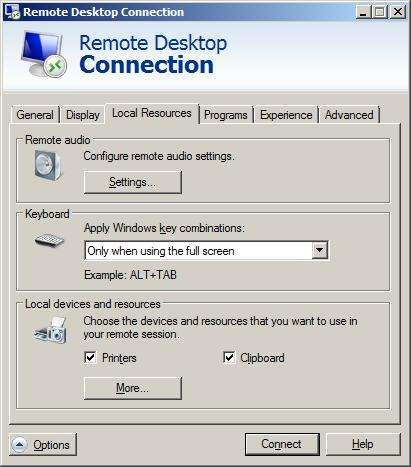 Remote Desktop Connection
Remote Desktop
Connection
General Display Local Resources Programs Experience Advanced
Remote audio
Configure remote audio settings.
Settings...
Keyboard
Apply Windows key combinations:
Only when using the full screen
Example: ALT+TAB
Local devices and resources
Choose the devices and resources that you want to use in
your remote session.
Printers Clipboard
More...
Options Connect Help